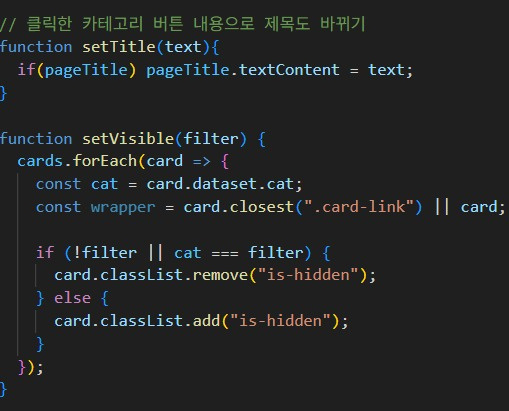 // 클릭한 카테고리 버튼 내용으로 제목도 바뀌기
function setTitle(text){
  if(pageTitle) pageTitle.textContent = text;
}

function setVisible(filter) {
  cards.forEach(card => {
    const cat = card.dataset.cat;
    const wrapper = card.closest(".card-link") || card;

    if (!filter || cat === filter) {
      card.classList.remove("is-hidden");
    } else {
      card.classList.add("is-hidden");
    }
  });
}